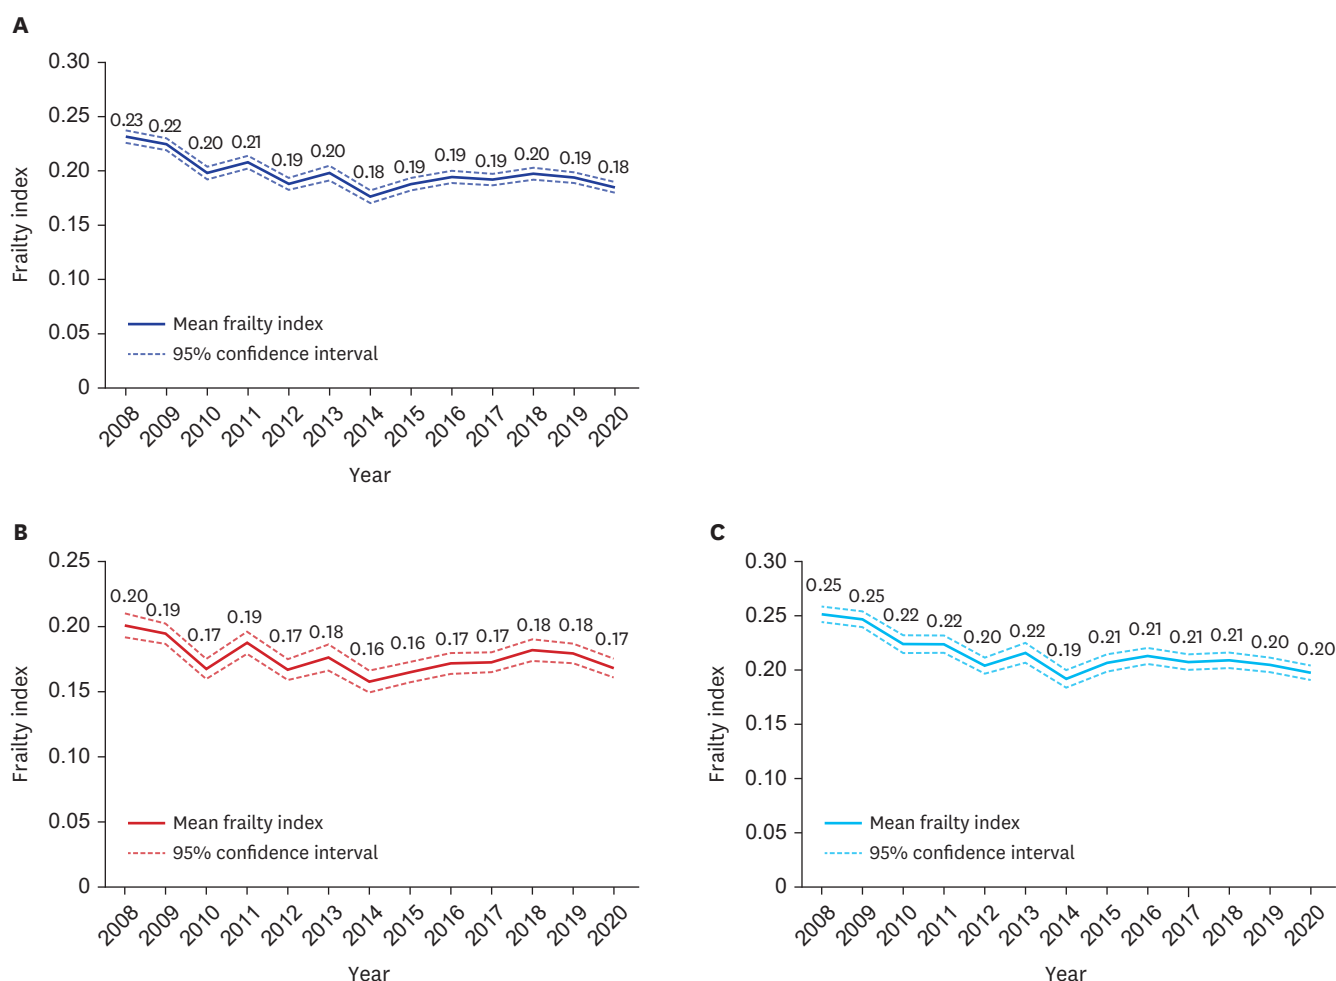 A
0.30
0.25
0.20
0.15
0.10
0.05
0
Frailty index
0.23 0.22 0.20 0.21 0.19 0.20 0.18 0.19 0.19 0.19 0.20 0.19 0.18
Mean frailty index
95% confidence interval
2008 2009 2010 2011 2012 2013 2014 2015 2016 2017 2018 2019 2020
Year
B
0.25
0.20
0.15
0.10
0.05
0
Frailty index
0.20 0.19 0.17 0.19 0.17 0.18 0.16 0.16 0.17 0.17 0.18 0.18 0.17
Mean frailty index
95% confidence interval
2008 2009 2010 2011 2012 2013 2014 2015 2016 2017 2018 2019 2020
Year
C
0.30
0.25
0.20
0.15
0.10
0.05
0
Frailty index
0.25 0.25 0.22 0.22 0.20 0.22 0.19 0.21 0.21 0.21 0.21 0.20 0.20
Mean frailty index
95% confidence interval
2008 2009 2010 2011 2012 2013 2014 2015 2016 2017 2018 2019 2020
Year